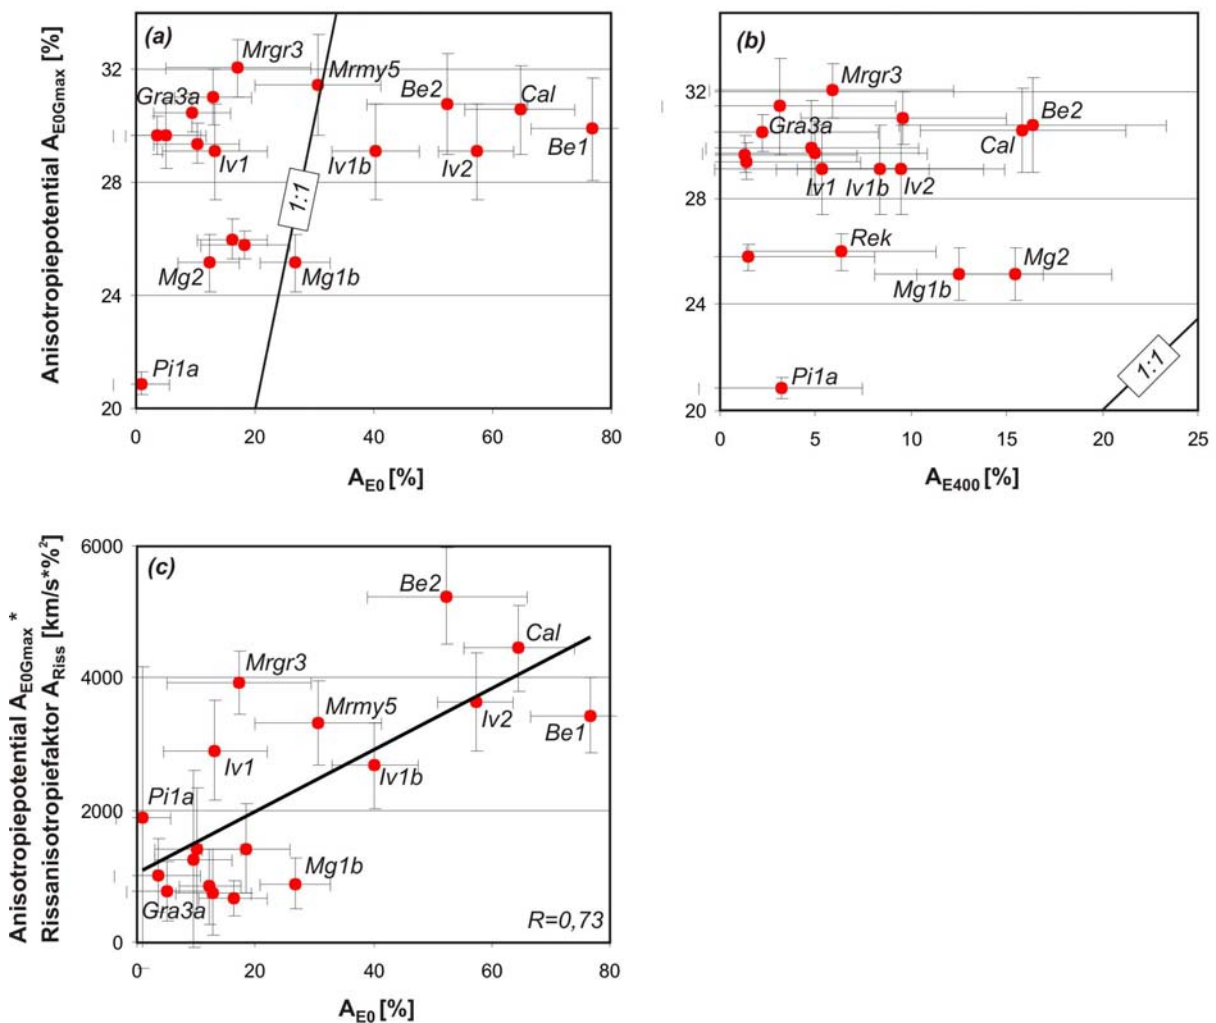 (a)
Anisotropiepotential A_E0Gmax [%]
32
28
24
20
Mrgr3
Mrmy5
Gra3a
Be2
Cal
Be1
Iv1
Iv1b
Iv2
1:1
Mg2
Mg1b
Pi1a
0 20 40 60 80
A_E0 [%]
(b)
32
28
24
20
Mrgr3
Gra3a
Be2
Cal
Iv1
Iv1b
Iv2
Rek
Mg2
Mg1b
1:1
Pi1a
0 5 10 15 20 25
A_E400 [%]
(c)
Anisotropiepotential A_E0Gmax *
Rissanisotropiefaktor A_Riss [km/s*%²]
6000
4000
2000
0
Be2
Cal
Mrgr3
Mrmy5
Iv2
Be1
Iv1
Iv1b
Pi1a
Mg1b
Gra3a
R=0,73
0 20 40 60 80
A_E0 [%]